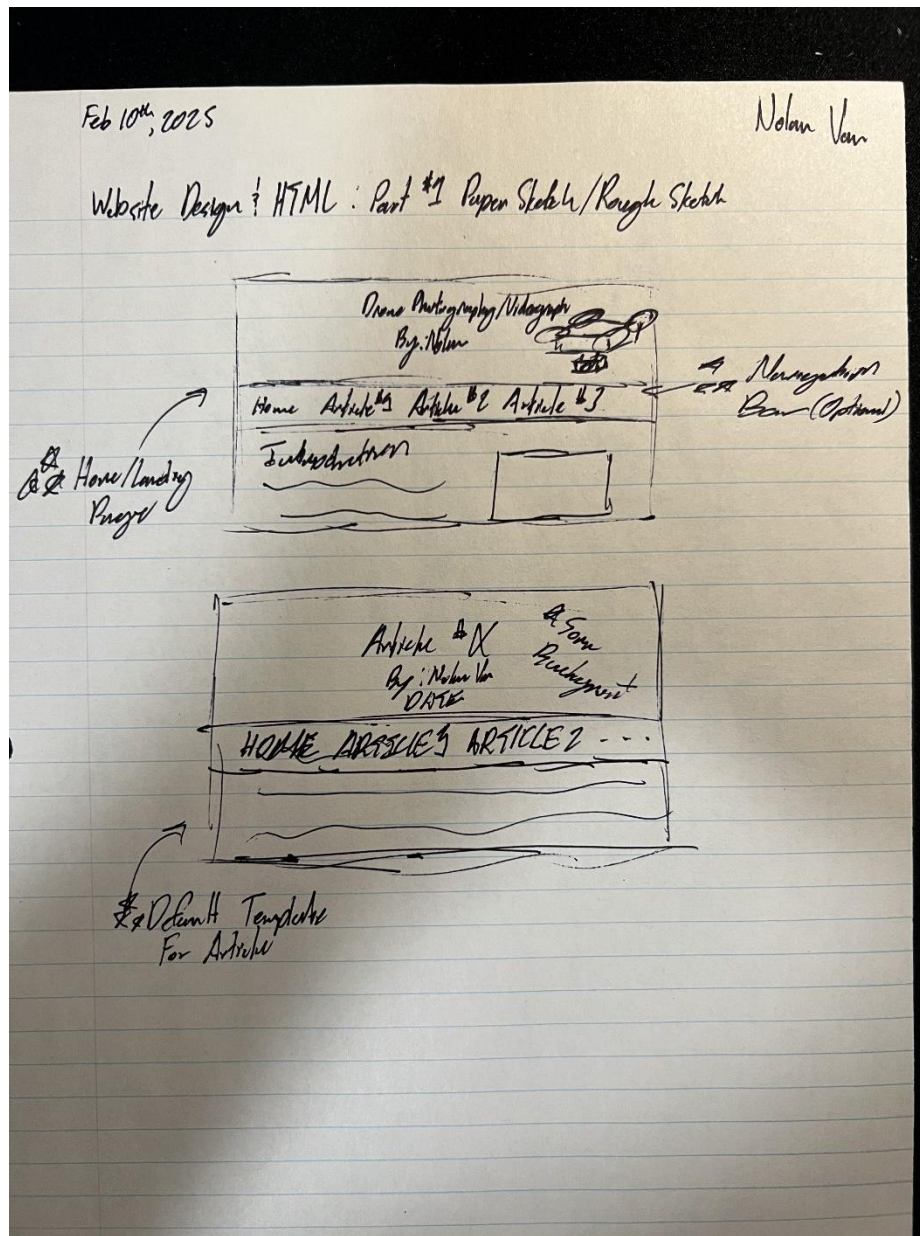 Feb 10th, 2025
Nolan Van
Website Design & HTML : Part #1 Paper Sketch/Rough Sketch
Drone Photography/Videograph
By: Nolan
Home Article #1 Article #2 Article #3
Introduction
Navigation
Bar (Optional)
Home/Landing
Page
Article #X
By: Nolan Van
DATE
Some
Background
HOME ARTICLE 1 ARTICLE 2 ...
Default Template
For Article